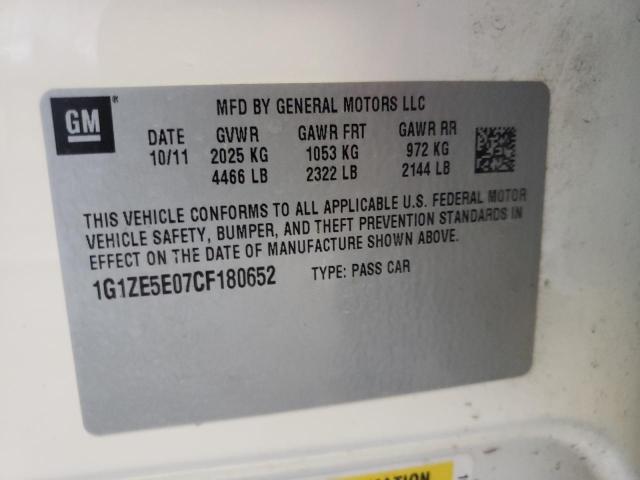 GM®
MFD BY GENERAL MOTORS LLC
DATE GVWR GAWR FRT GAWR RR
10/11 2025 KG 1053 KG 972 KG
4466 LB 2322 LB 2144 LB
THIS VEHICLE CONFORMS TO ALL APPLICABLE U.S. FEDERAL MOTOR
VEHICLE SAFETY, BUMPER, AND THEFT PREVENTION STANDARDS IN
EFFECT ON THE DATE OF MANUFACTURE SHOWN ABOVE.
1G1ZE5E07CF180652 TYPE: PASS CAR